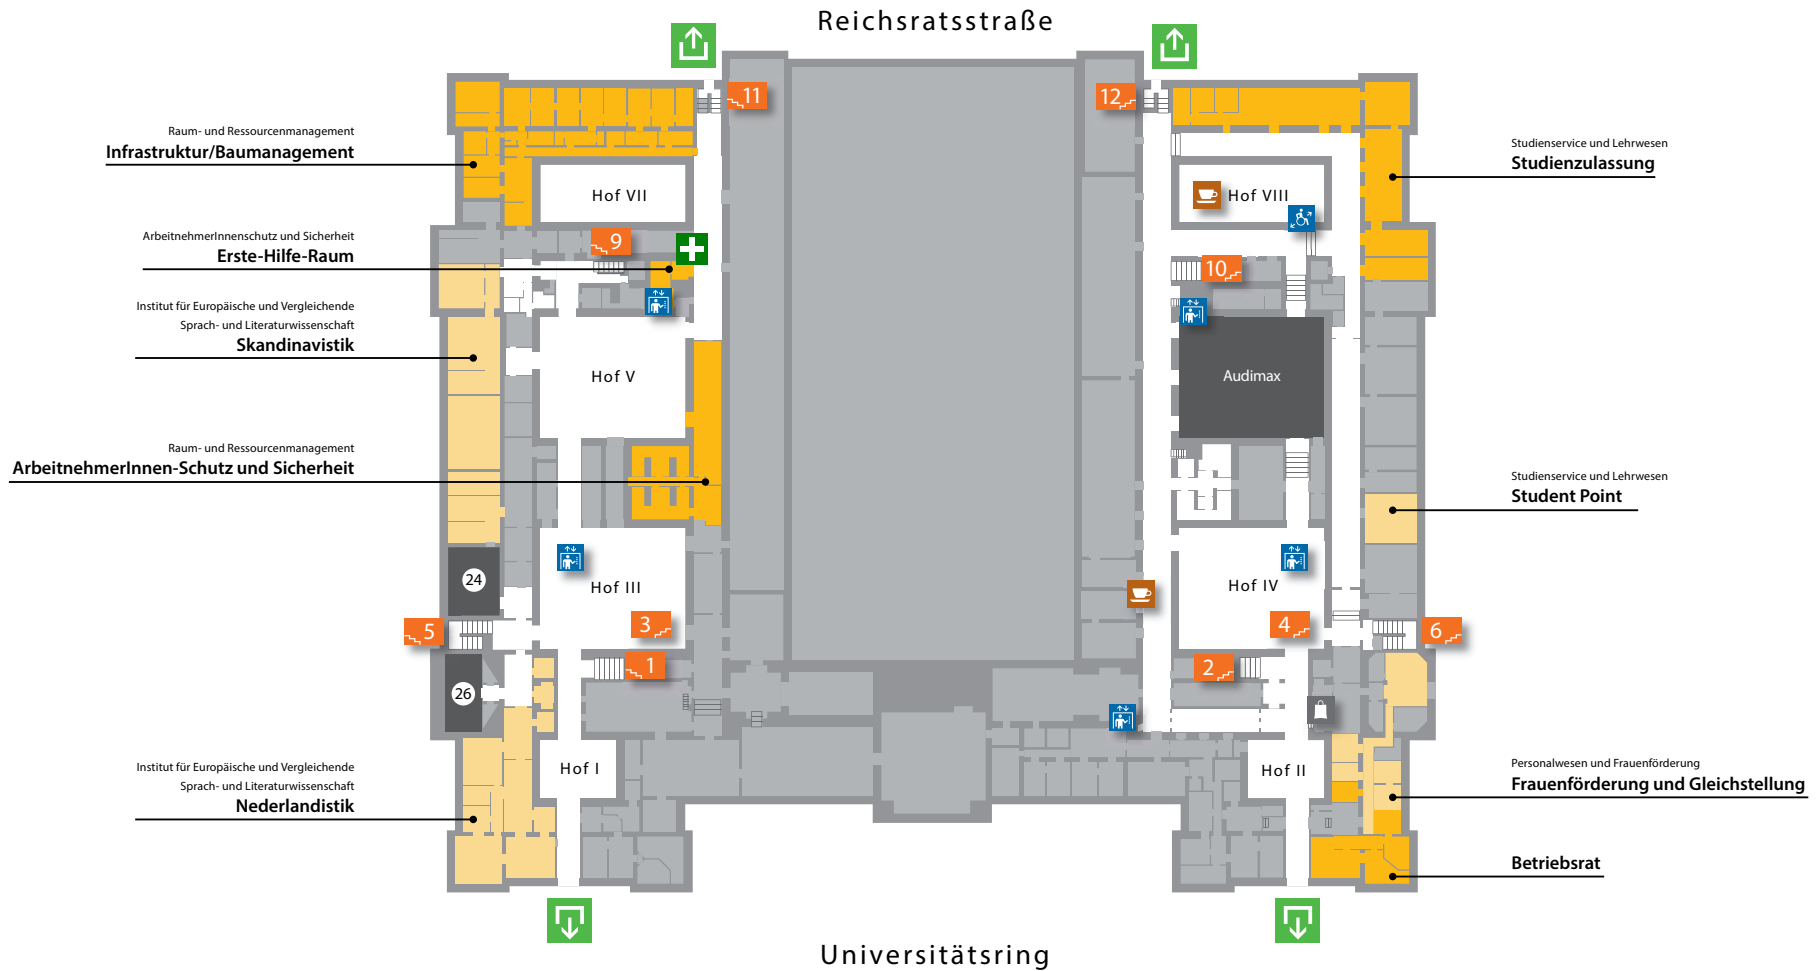 Reichsratsstraße
11
12
Raum- und Ressourcenmanagement
Infrastruktur/Baumanagement
Studienservice und Lehrwesen
Studienzulassung
Hof VII
Hof VIII
ArbeitnehmerInnenschutz und Sicherheit
Erste-Hilfe-Raum
9
10
Institut für Europäische und Vergleichende
Sprach- und Literaturwissenschaft
Skandinavistik
Hof V
Audimax
Raum- und Ressourcenmanagement
ArbeitnehmerInnen-Schutz und Sicherheit
Studienservice und Lehrwesen
Student Point
24
Hof III
Hof IV
5
3
4
6
1
2
26
Institut für Europäische und Vergleichende
Sprach- und Literaturwissenschaft
Nederlandistik
Hof I
Hof II
Personalwesen und Frauenförderung
Frauenförderung und Gleichstellung
Betriebsrat
Universitätsring